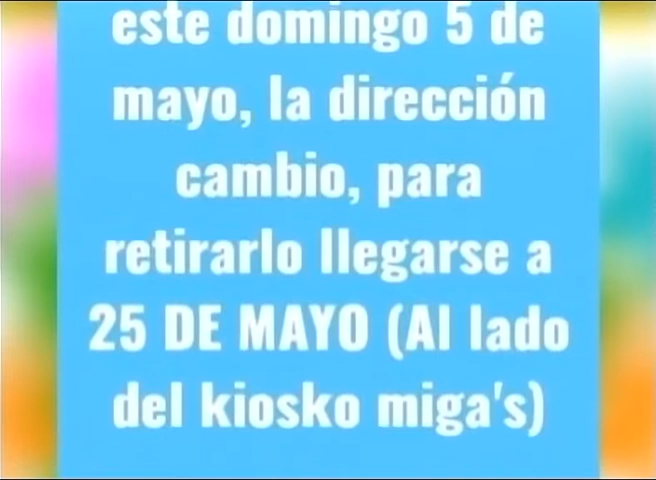 este domingo 5 de
mayo, la dirección
cambio, para
retirarlo llegarse a
25 DE MAYO (Al lado
del kiosko miga's)